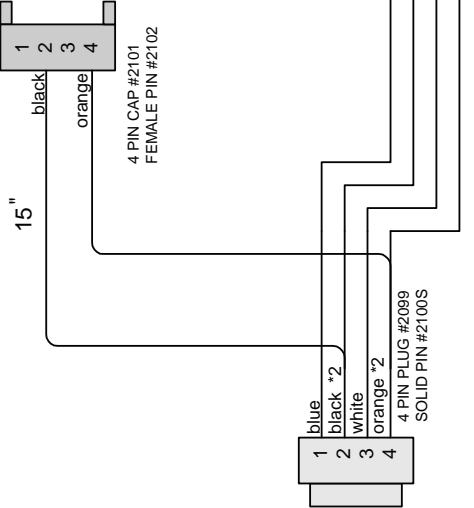 1
2
3
4
black
orange
4 PIN CAP #2101
FEMALE PIN #2102
15"
blue
black *2
white
orange *2
1
2
3
4
4 PIN PLUG #2099
SOLID PIN #2100S